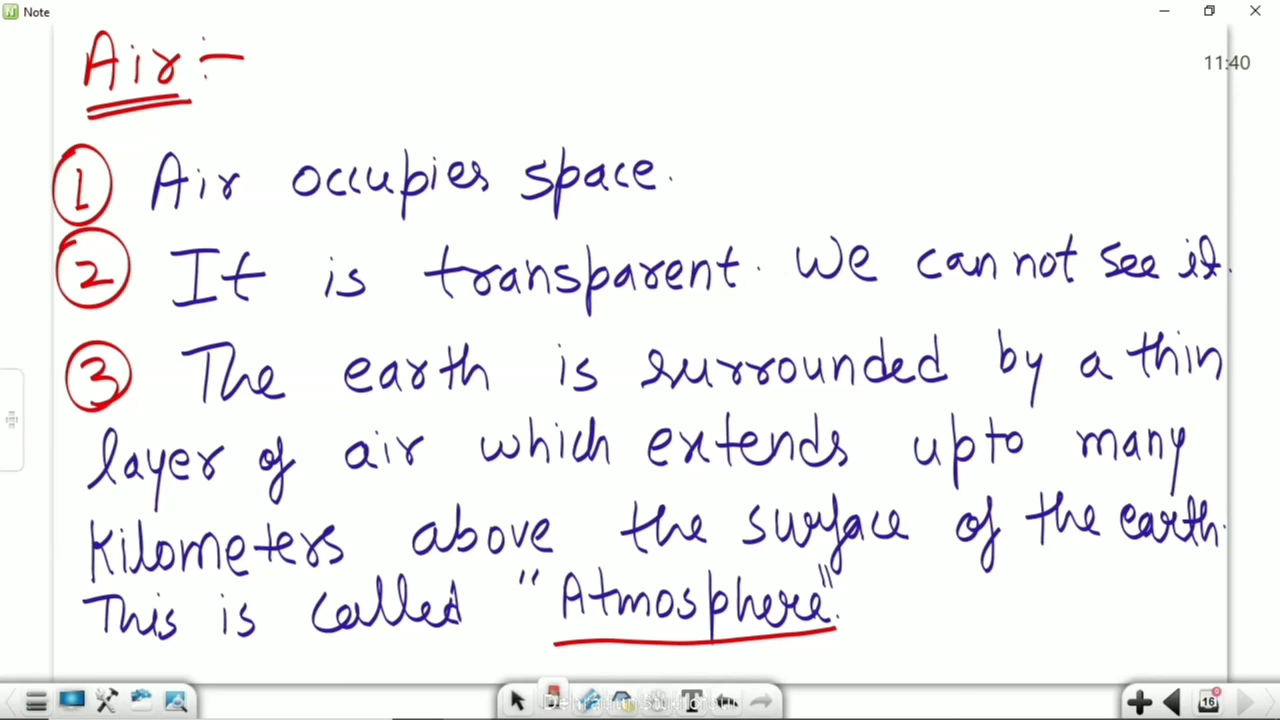 Note
11:40
Air :-
1 Air occupies space.
2 It is transparent. We can not see it.
3 The earth is surrounded by a thin
layer of air which extends upto many
kilometers above the surface of the earth.
This is called "Atmosphere".
16